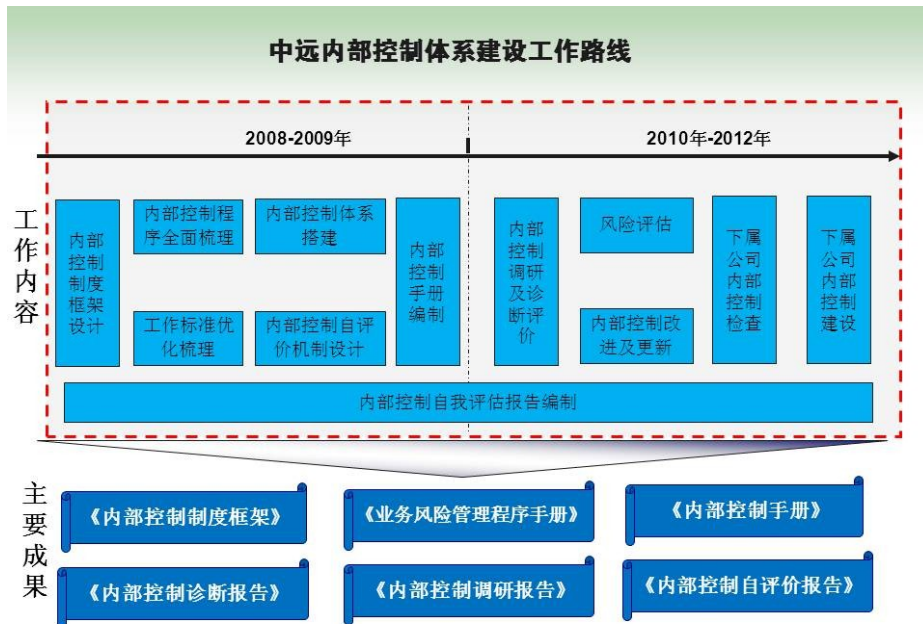 中远内部控制体系建设工作路线
2008-2009年
2010年-2012年
工作内容
内部
控制
制度
框架
设计
内部控制程
序全面梳理
内部控制体系
搭建
工作标准优
化梳理
内部控制自评
价机制设计
内部
控制
手册
编制
内部
控制
调研
及诊
断评
价
风险评估
内部控制改
进及更新
下属
公司
内部
控制
检查
下属
公司
内部
控制
建设
内部控制自我评估报告编制
主要成果
《内部控制制度框架》
《业务风险管理程序手册》
《内部控制手册》
《内部控制诊断报告》
《内部控制调研报告》
《内部控制自评价报告》